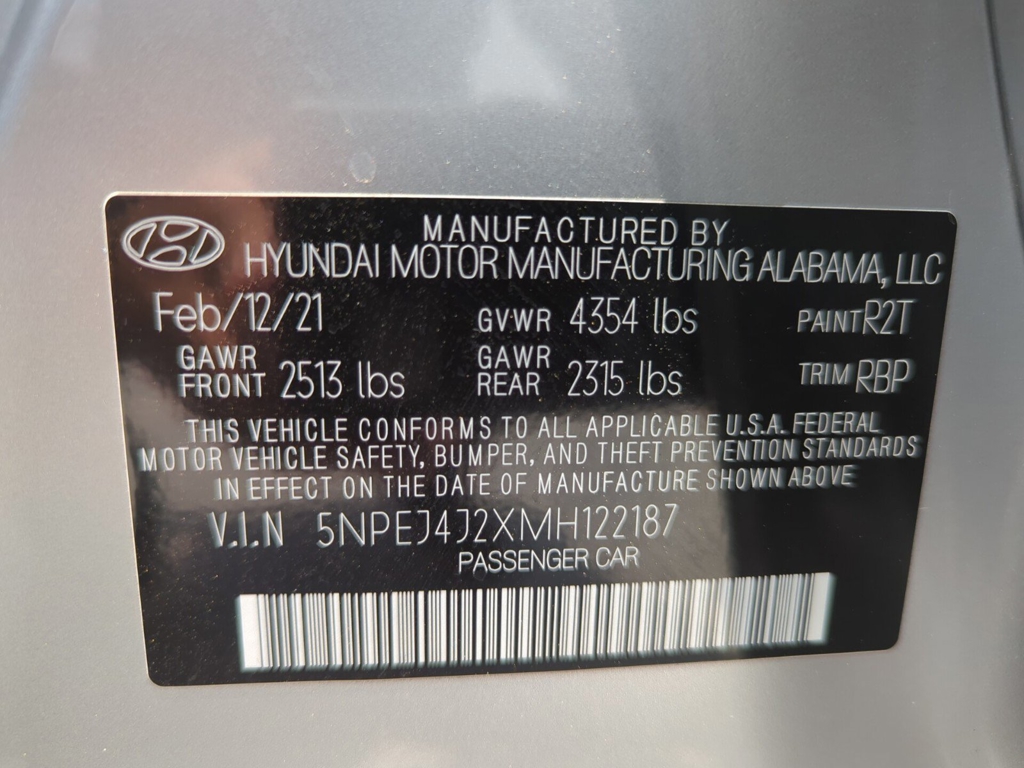 MANUFACTURED BY
HYUNDAI MOTOR MANUFACTURING ALABAMA, LLC
Feb/12/21 GVWR 4354 lbs PAINT R2T
GAWR FRONT 2513 lbs GAWR REAR 2315 lbs TRIM RBP
THIS VEHICLE CONFORMS TO ALL APPLICABLE U.S.A. FEDERAL
MOTOR VEHICLE SAFETY, BUMPER, AND THEFT PREVENTION STANDARDS
IN EFFECT ON THE DATE OF MANUFACTURE SHOWN ABOVE
V.I.N 5NPEJ4J2XMH122187
PASSENGER CAR